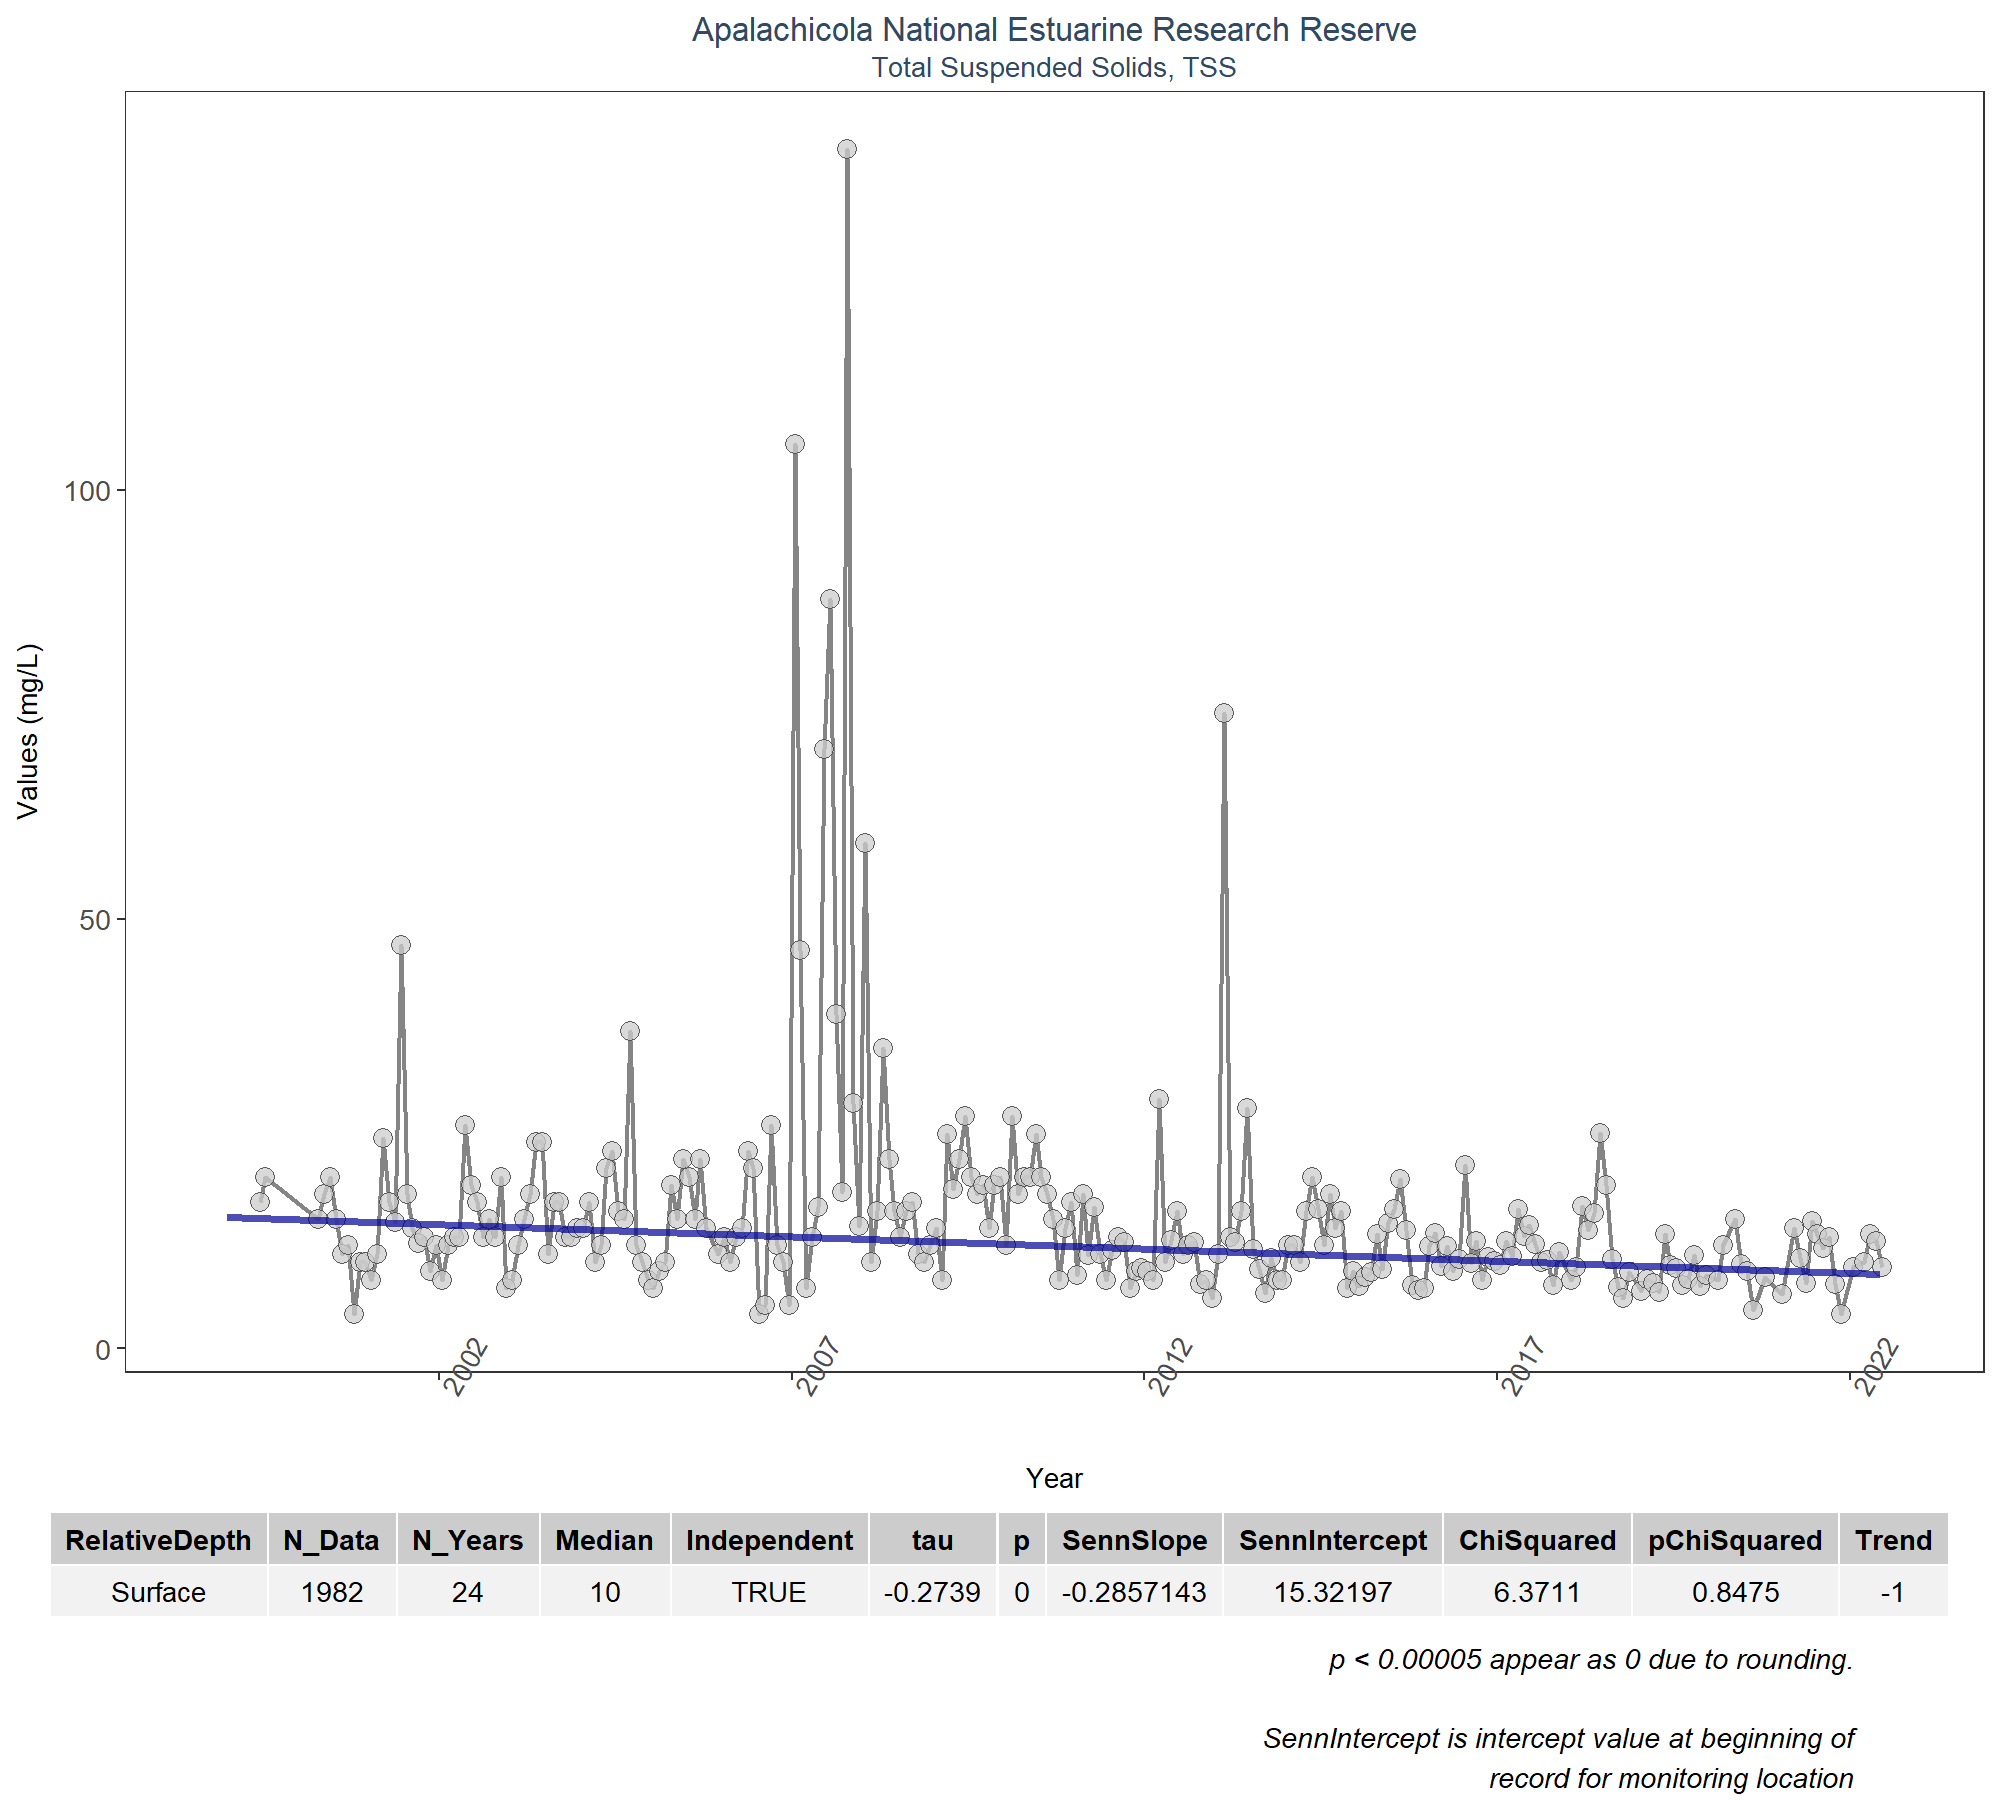 Apalachicola National Estuarine Research Reserve
Total Suspended Solids, TSS
Values (mg/L)
100
50
0
2002 2007 2012 2017 2022
Year
RelativeDepth N_Data N_Years Median Independent tau p SennSlope SennIntercept ChiSquared pChiSquared Trend
Surface 1982 24 10 TRUE -0.2739 0 -0.2857143 15.32197 6.3711 0.8475 -1
p < 0.00005 appear as 0 due to rounding.
SennIntercept is intercept value at beginning of
record for monitoring location